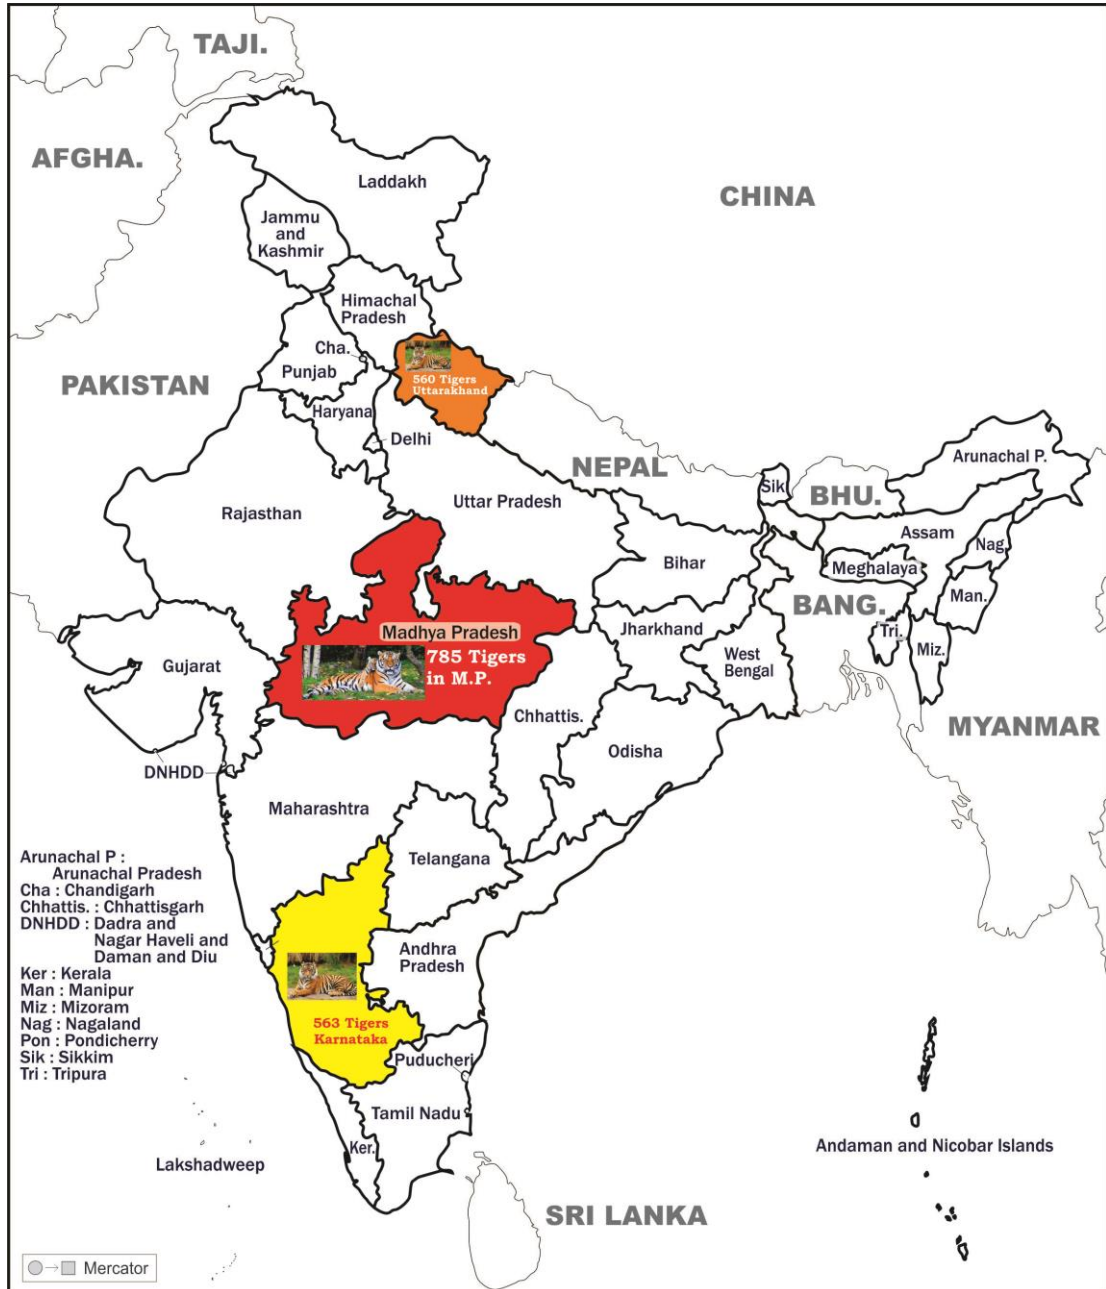 TAJI.
AFGHA.
Laddakh
CHINA
Jammu
and
Kashmir
Himachal
Pradesh
Cha.
Punjab
560 Tigers
Uttarakhand
PAKISTAN
Haryana
Delhi
NEPAL
Arunachal P.
Sik
BHU.
Rajasthan
Uttar Pradesh
Assam
Nag
Bihar
Meghalaya
Man.
BANG.
Madhya Pradesh
Jharkhand
Tri.
785 Tigers
in M.P.
West
Bengal
Miz.
Gujarat
Chhattis.
MYANMAR
Odisha
DNHDD
Maharashtra
Telangana
Arunachal P :
Arunachal Pradesh
Cha : Chandigarh
Chhattis. : Chhattisgarh
DNHDD : Dadra and
Nagar Haveli and
Daman and Diu
Ker : Kerala
Man : Manipur
Miz : Mizoram
Nag : Nagaland
Pon : Pondicherry
Sik : Sikkim
Tri : Tripura
Andhra
Pradesh
563 Tigers
Karnataka
Puducheri
Tamil Nadu
Ker.
Lakshadweep
Andaman and Nicobar Islands
SRI LANKA
Mercator